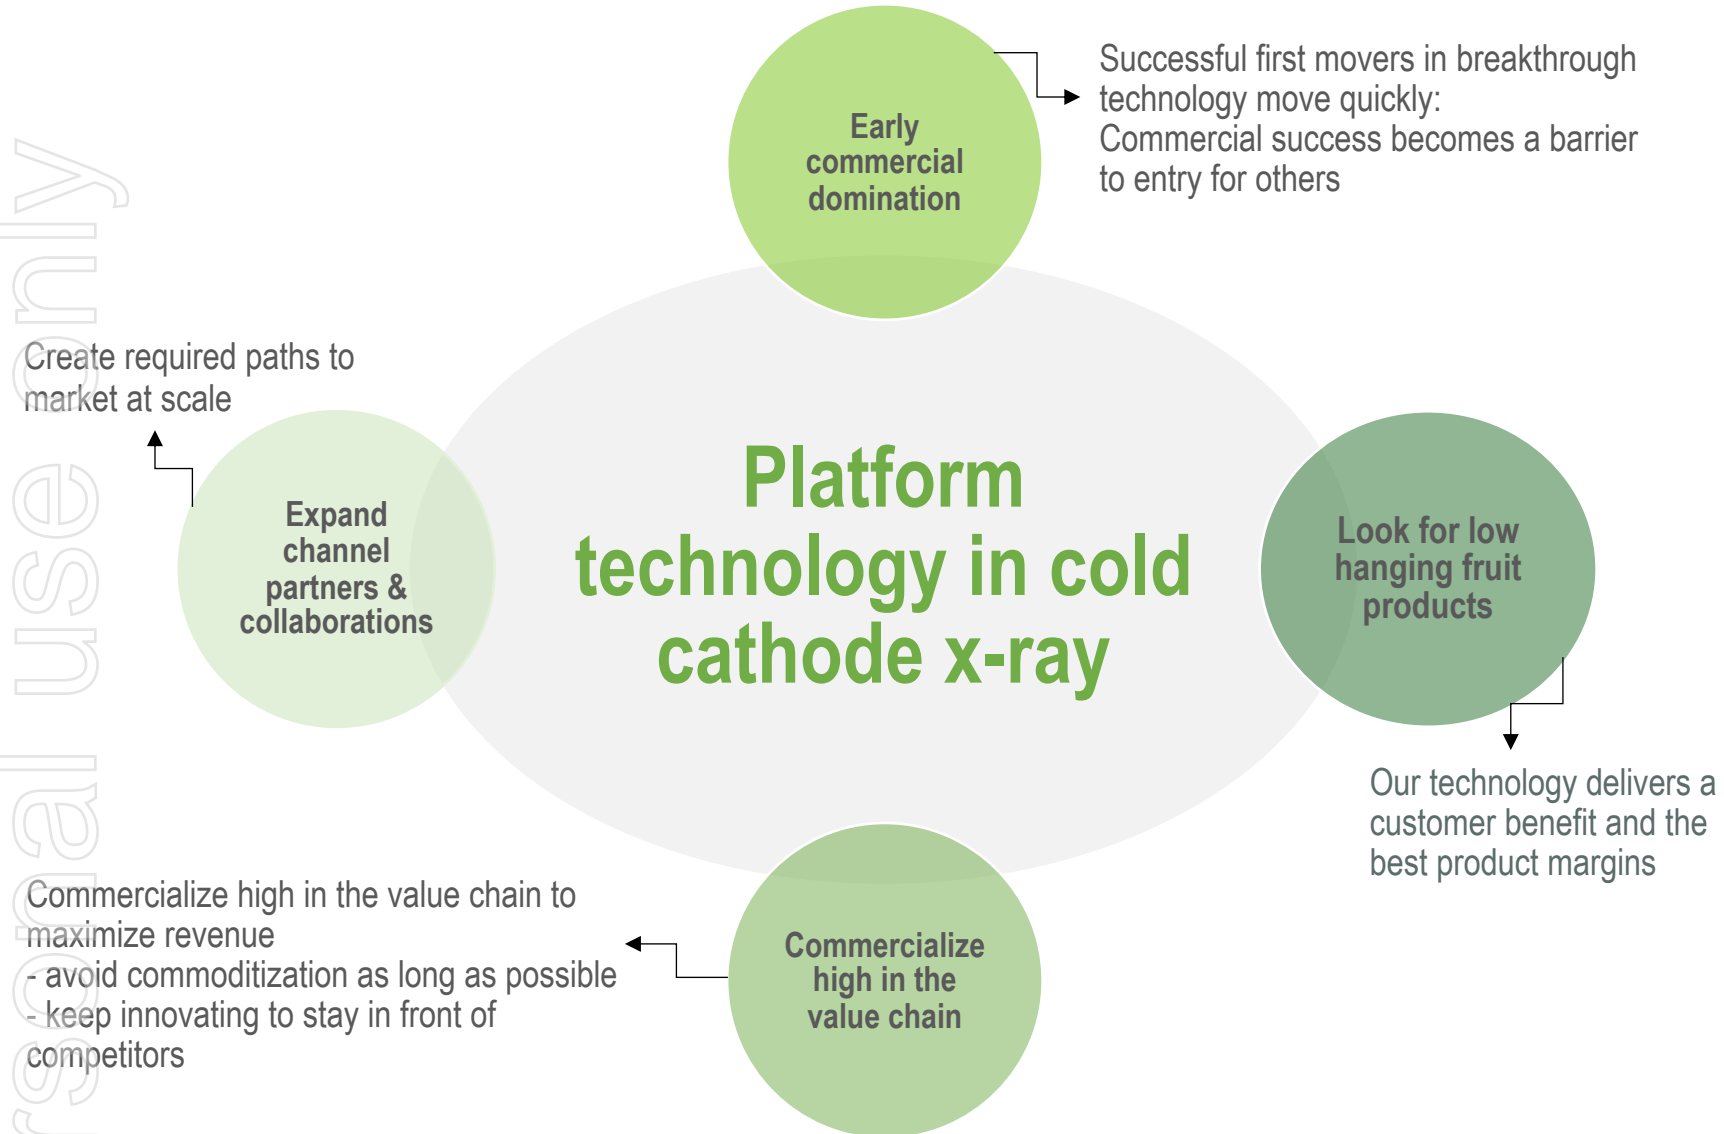 Early
commercial
domination
Successful first movers in breakthrough
technology move quickly:
Commercial success becomes a barrier
to entry for others
Create required paths to
market at scale
Expand
channel
partners &
collaborations
Platform
technology in cold
cathode x-ray
Look for low
hanging fruit
products
Our technology delivers a
customer benefit and the
best product margins
Commercialize high in the value chain to
maximize revenue
- avoid commoditization as long as possible
- keep innovating to stay in front of
competitors
Commercialize
high in the
value chain
rsonal use only